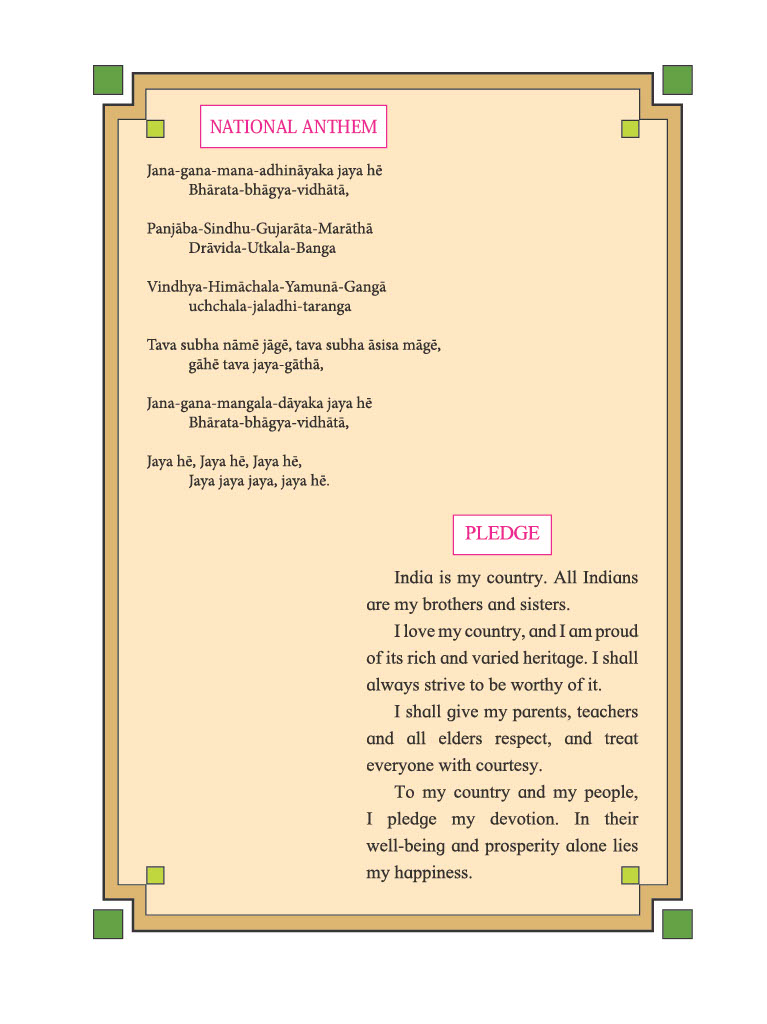 NATIONAL ANTHEM
Jana-gana-mana-adhināyaka jaya hē
Bhārata-bhāgya-vidhātā,
Panjāba-Sindhu-Gujarāta-Marāthā
Drāvida-Utkala-Banga
Vindhya-Himāchala-Yamunā-Gangā
uchchala-jaladhi-taranga
Tava subha nāmē jāgē, tava subha āsisa māgē,
gāhē tava jaya-gāthā,
Jana-gana-mangala-dāyaka jaya hē
Bhārata-bhāgya-vidhātā,
Jaya hē, Jaya hē, Jaya hē,
Jaya jaya jaya, jaya hē.
PLEDGE
India is my country. All Indians
are my brothers and sisters.
I love my country, and I am proud
of its rich and varied heritage. I shall
always strive to be worthy of it.
I shall give my parents, teachers
and all elders respect, and treat
everyone with courtesy.
To my country and my people,
I pledge my devotion. In their
well-being and prosperity alone lies
my happiness.